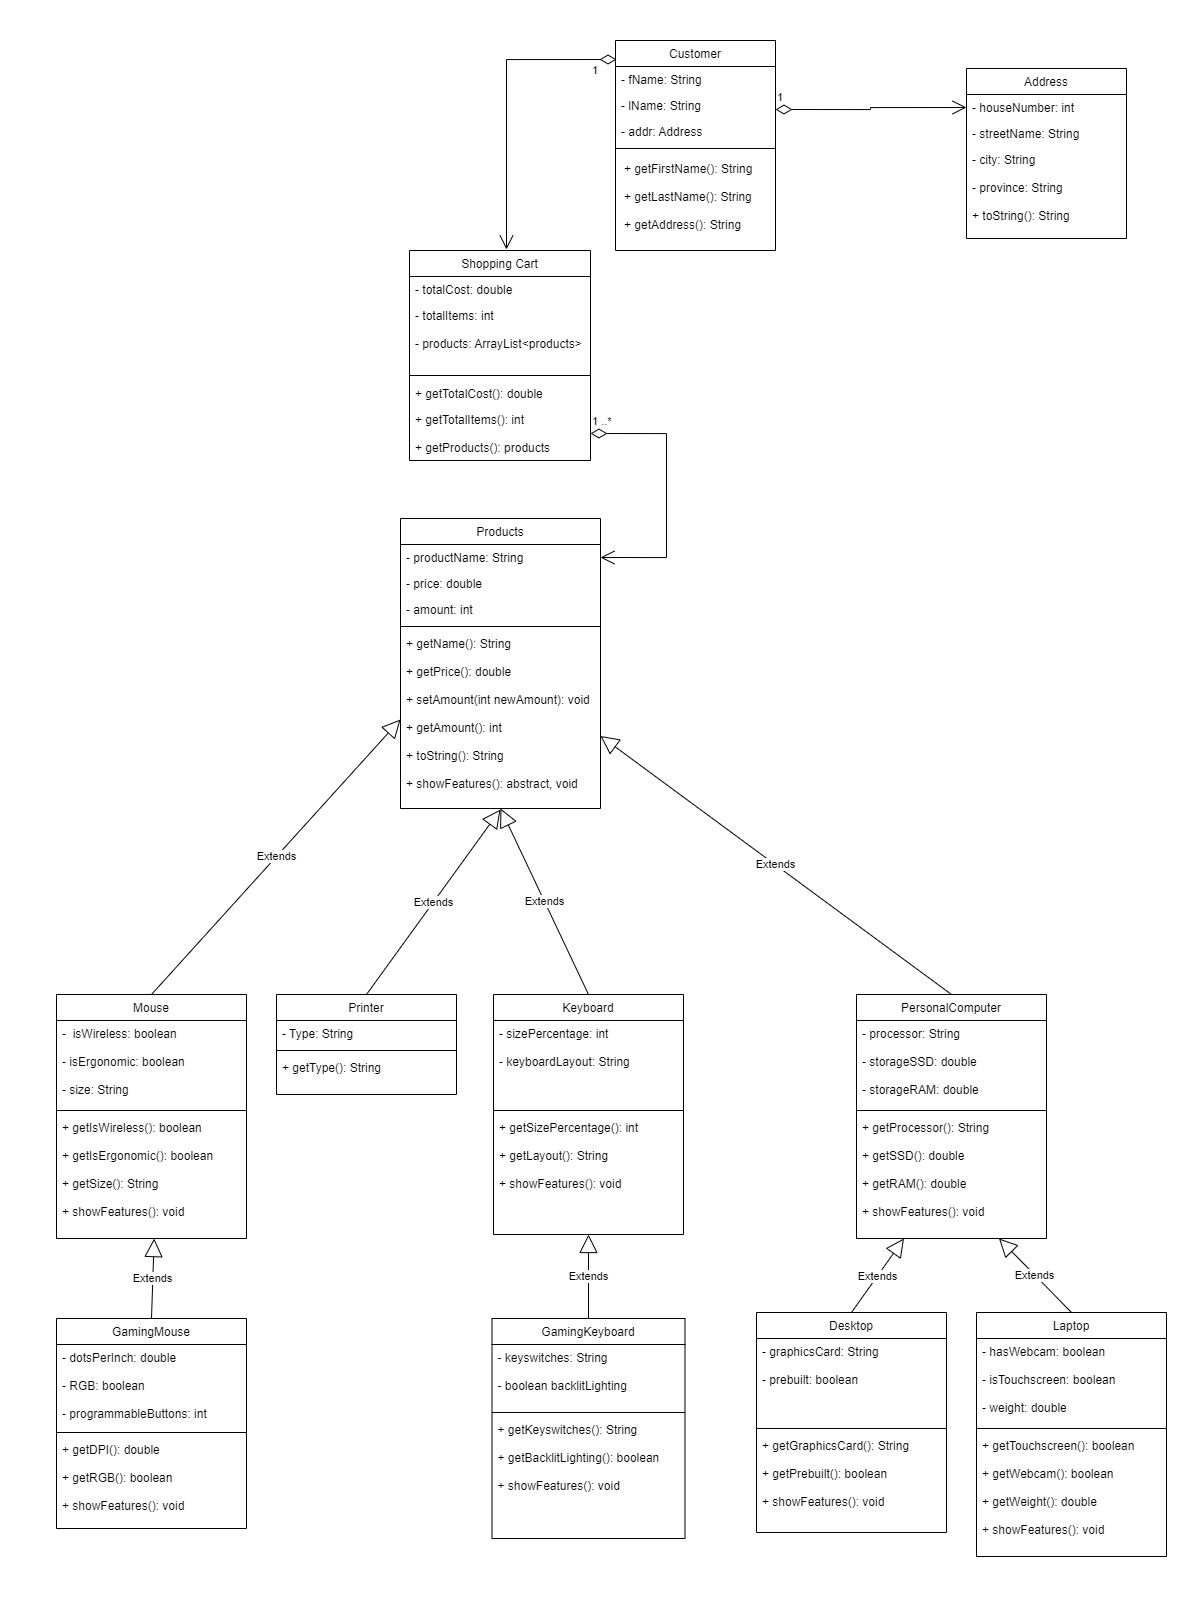 Customer
- fName: String
- lName: String
- addr: Address
+ getFirstName(): String
+ getLastName(): String
+ getAddress(): String
1
1
Address
- houseNumber: int
- streetName: String
- city: String
- province: String
+ toString(): String
Shopping Cart
- totalCost: double
- totalItems: int
- products: ArrayList<products>
+ getTotalCost(): double
+ getTotalItems(): int
+ getProducts(): products
1 ..*
Products
- productName: String
- price: double
- amount: int
+ getName(): String
+ getPrice(): double
+ setAmount(int newAmount): void
+ getAmount(): int
+ toString(): String
+ showFeatures(): abstract, void
Extends
Extends
Extends
Extends
Mouse
- isWireless: boolean
- isErgonomic: boolean
- size: String
+ getIsWireless(): boolean
+ getIsErgonomic(): boolean
+ getSize(): String
+ showFeatures(): void
Printer
- Type: String
+ getType(): String
Keyboard
- sizePercentage: int
- keyboardLayout: String
+ getSizePercentage(): int
+ getLayout(): String
+ showFeatures(): void
PersonalComputer
- processor: String
- storageSSD: double
- storageRAM: double
+ getProcessor(): String
+ getSSD(): double
+ getRAM(): double
+ showFeatures(): void
Extends
Extends
Extends
Extends
GamingMouse
- dotsPerInch: double
- RGB: boolean
- programmableButtons: int
+ getDPI(): double
+ getRGB(): boolean
+ showFeatures(): void
GamingKeyboard
- keyswitches: String
- boolean backlitLighting
+ getKeyswitches(): String
+ getBacklitLighting(): boolean
+ showFeatures(): void
Desktop
- graphicsCard: String
- prebuilt: boolean
+ getGraphicsCard(): String
+ getPrebuilt(): boolean
+ showFeatures(): void
Laptop
- hasWebcam: boolean
- isTouchscreen: boolean
- weight: double
+ getTouchscreen(): boolean
+ getWebcam(): boolean
+ getWeight(): double
+ showFeatures(): void